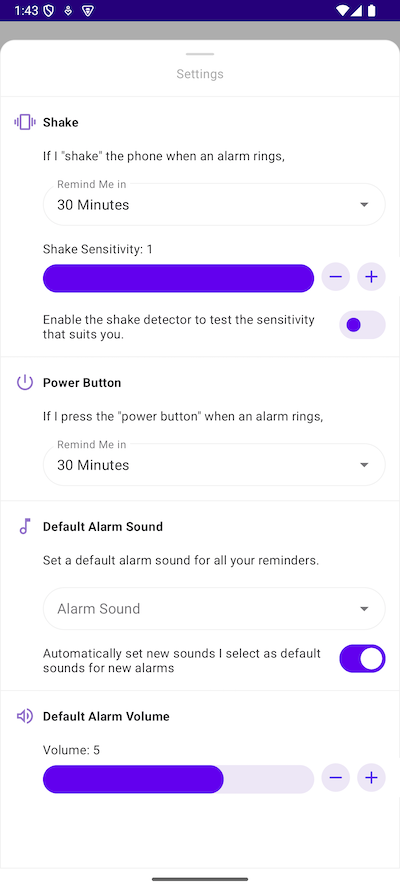 1:43
Settings
Shake
If I "shake" the phone when an alarm rings,
Remind Me in
30 Minutes
Shake Sensitivity: 1
Enable the shake detector to test the sensitivity
that suits you.
Power Button
If I press the "power button" when an alarm rings,
Remind Me in
30 Minutes
Default Alarm Sound
Set a default alarm sound for all your reminders.
Alarm Sound
Automatically set new sounds I select as default
sounds for new alarms
Default Alarm Volume
Volume: 5